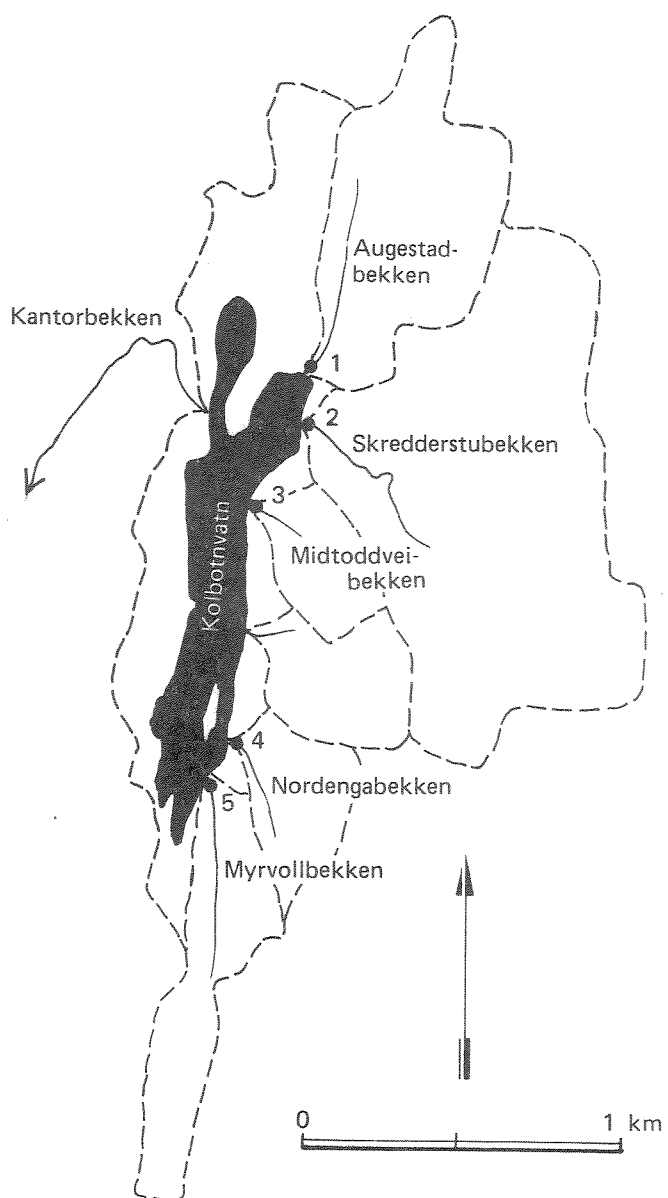 Augestad-
bekken
Kantorbekken
1
2
Skredderstubekken
3
Midtoddvei-
bekken
Kolbotnvatn
4
Nordengabekken
5
Myrvollbekken
0
1 km